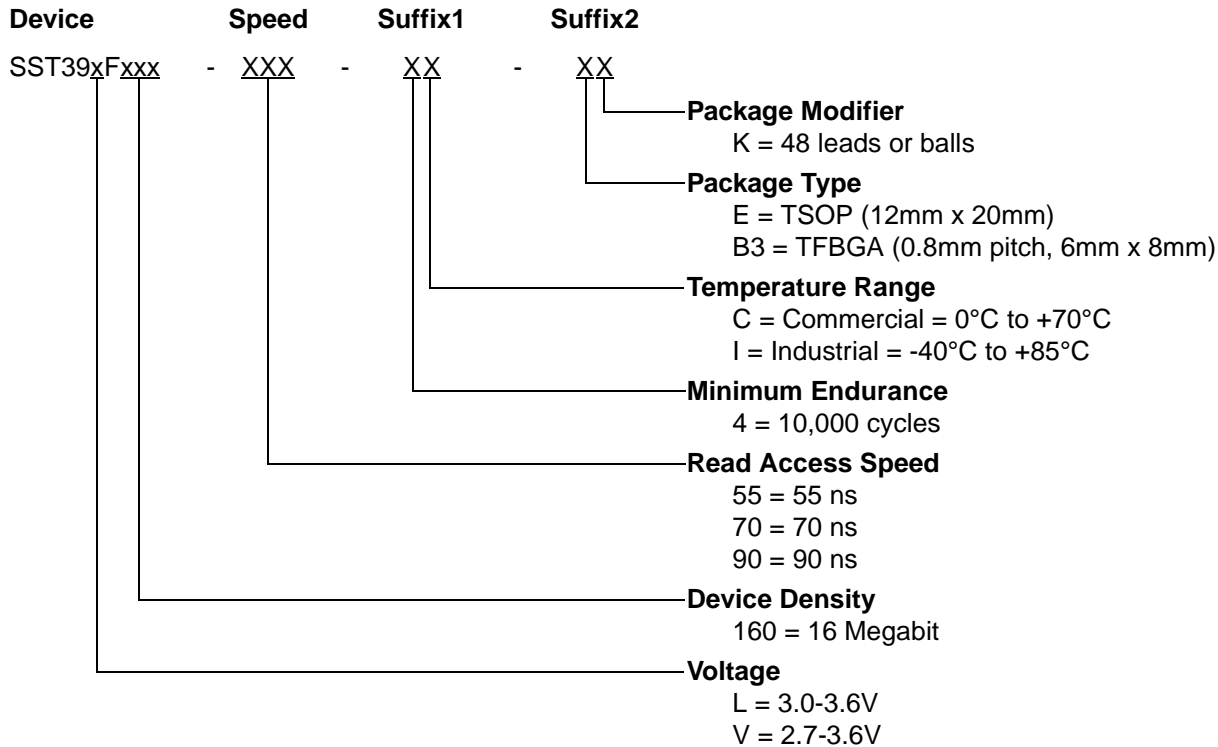 Device Speed Suffix1 Suffix2
SST39xFxxx - XXX - XX - XX
Package Modifier
K = 48 leads or balls
Package Type
E = TSOP (12mm x 20mm)
B3 = TFBGA (0.8mm pitch, 6mm x 8mm)
Temperature Range
C = Commercial = 0°C to +70°C
I = Industrial = -40°C to +85°C
Minimum Endurance
4 = 10,000 cycles
Read Access Speed
55 = 55 ns
70 = 70 ns
90 = 90 ns
Device Density
160 = 16 Megabit
Voltage
L = 3.0-3.6V
V = 2.7-3.6V